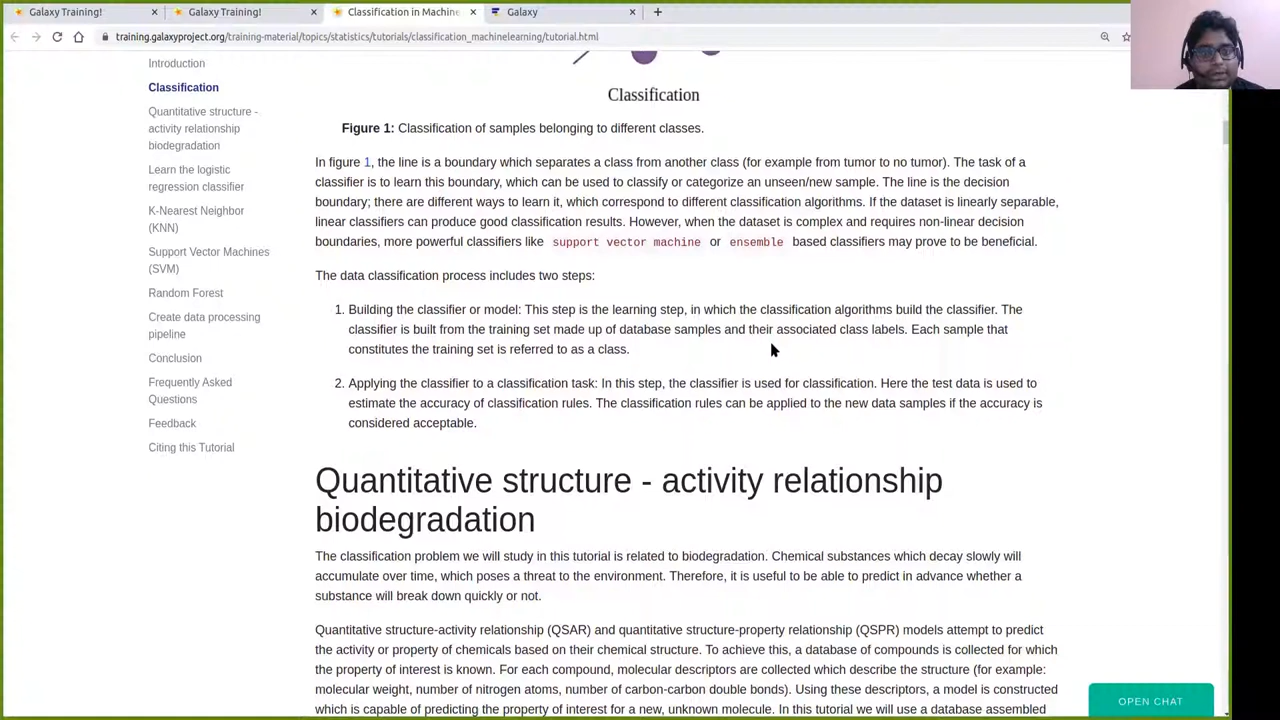 Galaxy Training!
Galaxy Training!
Classification in Machine
Galaxy
training.galaxyproject.org/training-material/topics/statistics/tutorials/classification_machinelearning/tutorial.html
Introduction
Classification
Quantitative structure -
activity relationship
biodegradation
Learn the logistic
regression classifier
K-Nearest Neighbor
(KNN)
Support Vector Machines
(SVM)
Random Forest
Create data processing
pipeline
Conclusion
Frequently Asked
Questions
Feedback
Citing this Tutorial
Classification
Figure 1: Classification of samples belonging to different classes.
In figure 1, the line is a boundary which separates a class from another class (for example from tumor to no tumor). The task of a
classifier is to learn this boundary, which can be used to classify or categorize an unseen/new sample. The line is the decision
boundary; there are different ways to learn it, which correspond to different classification algorithms. If the dataset is linearly separable,
linear classifiers can produce good classification results. However, when the dataset is complex and requires non-linear decision
boundaries, more powerful classifiers like support vector machine or ensemble based classifiers may prove to be beneficial.
The data classification process includes two steps:
1. Building the classifier or model: This step is the learning step, in which the classification algorithms build the classifier. The
classifier is built from the training set made up of database samples and their associated class labels. Each sample that
constitutes the training set is referred to as a class.
2. Applying the classifier to a classification task: In this step, the classifier is used for classification. Here the test data is used to
estimate the accuracy of classification rules. The classification rules can be applied to the new data samples if the accuracy is
considered acceptable.
Quantitative structure - activity relationship
biodegradation
The classification problem we will study in this tutorial is related to biodegradation. Chemical substances which decay slowly will
accumulate over time, which poses a threat to the environment. Therefore, it is useful to be able to predict in advance whether a
substance will break down quickly or not.
Quantitative structure-activity relationship (QSAR) and quantitative structure-property relationship (QSPR) models attempt to predict
the activity or property of chemicals based on their chemical structure. To achieve this, a database of compounds is collected for which
the property of interest is known. For each compound, molecular descriptors are collected which describe the structure (for example:
molecular weight, number of nitrogen atoms, number of carbon-carbon double bonds). Using these descriptors, a model is constructed
which is capable of predicting the property of interest for a new, unknown molecule. In this tutorial we will use a database assembled
OPEN CHAT